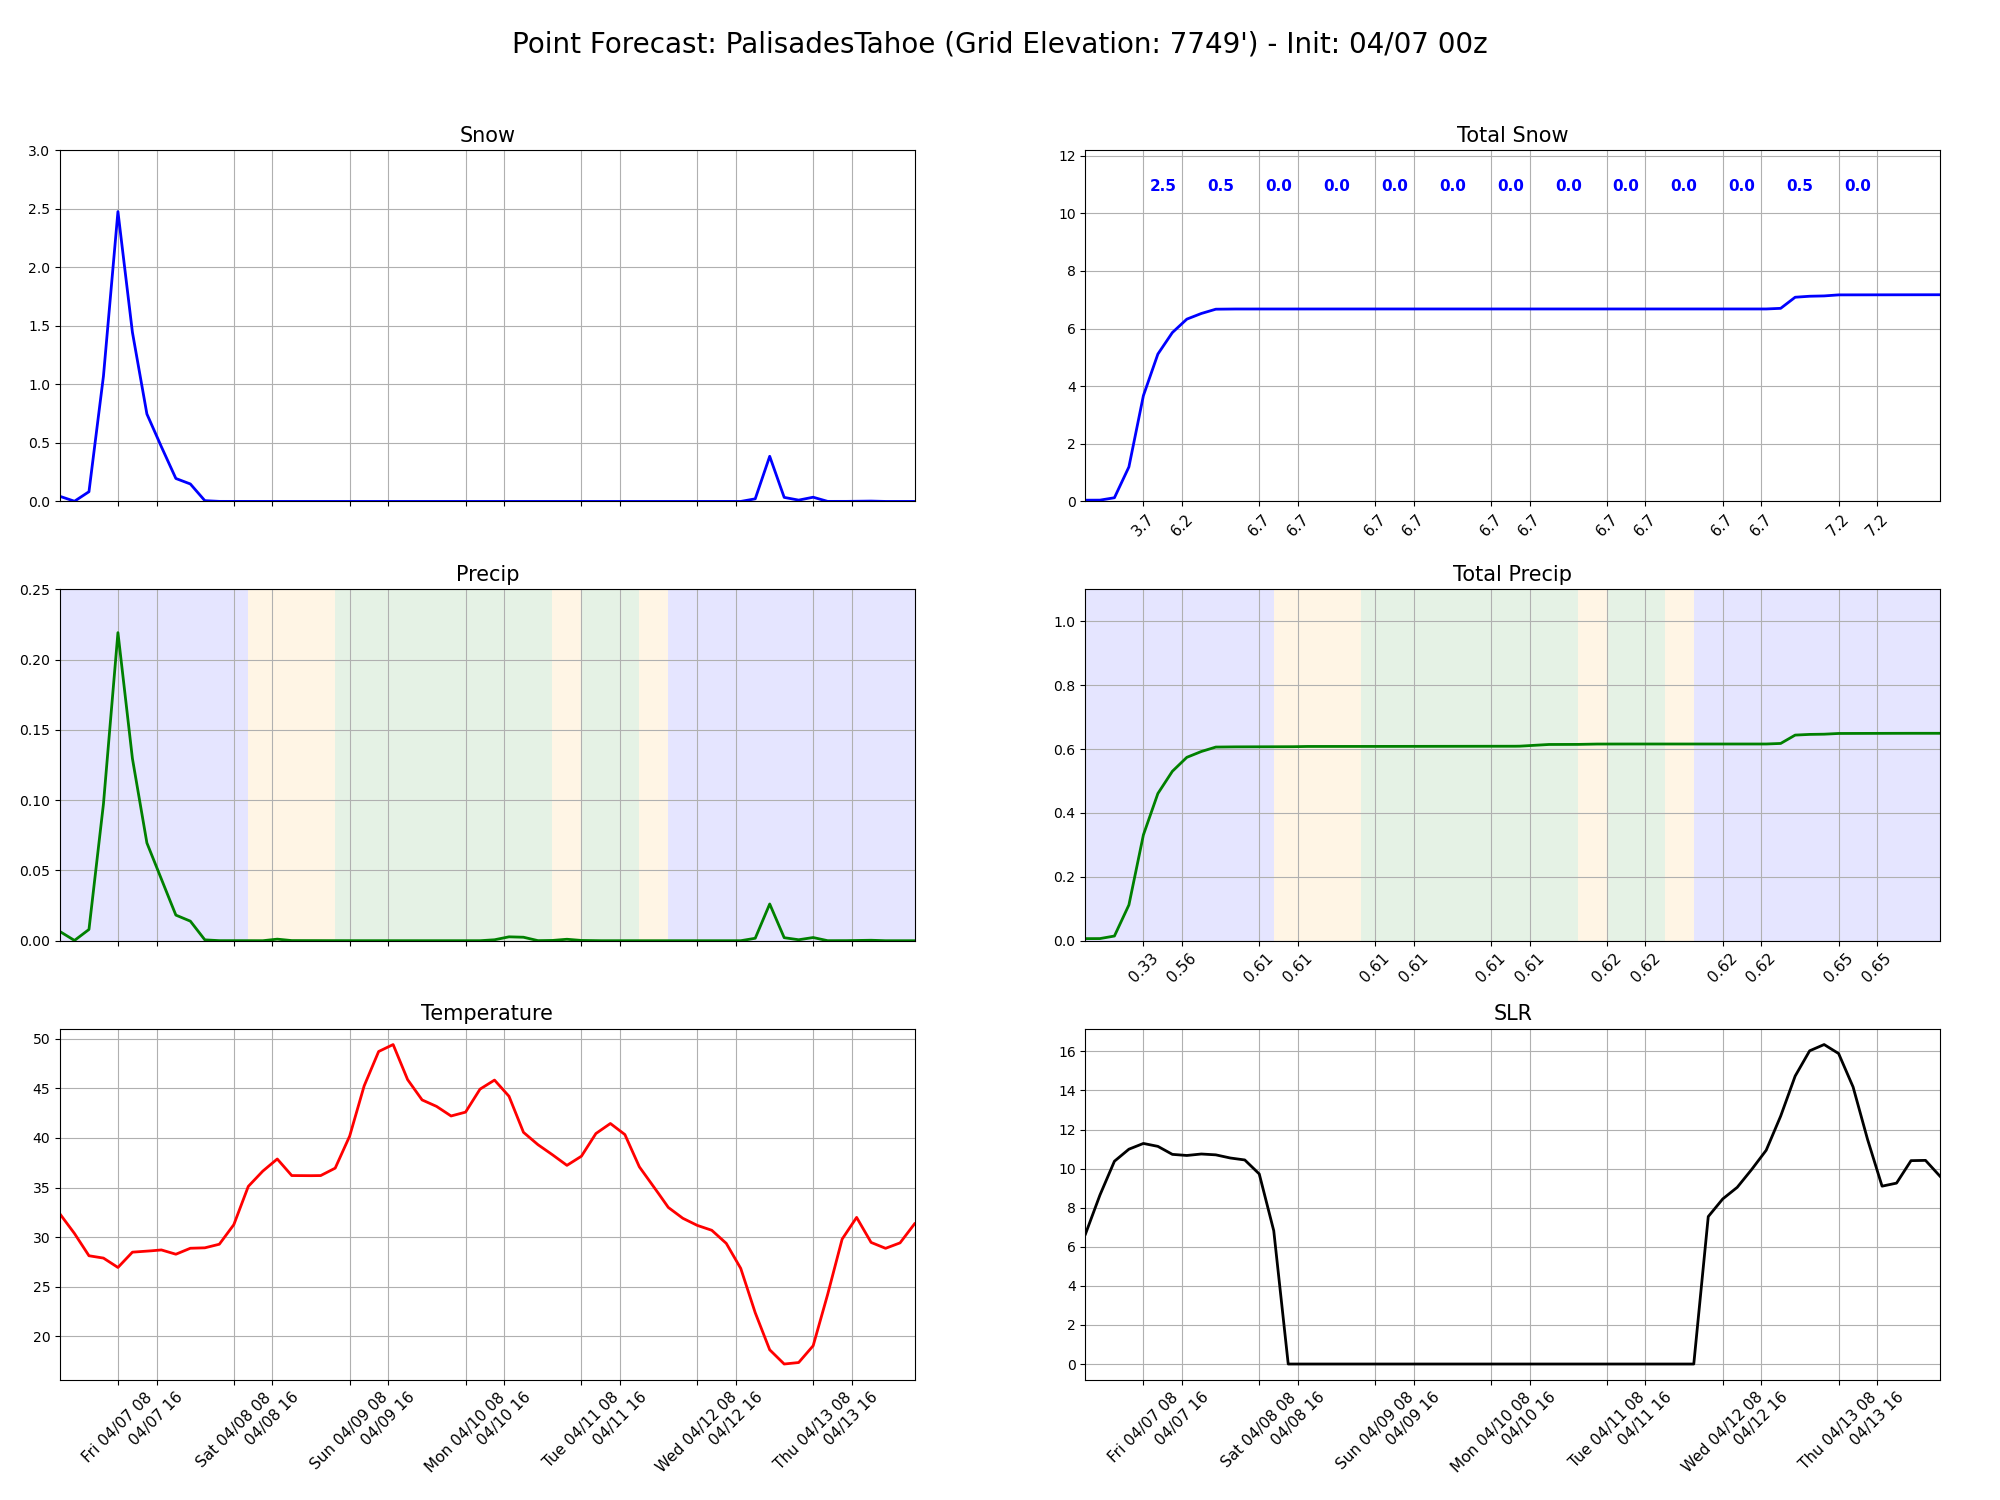 Point Forecast: PalisadesTahoe (Grid Elevation: 7749') - Init: 04/07 00z
Snow
3.0
2.5
2.0
1.5
1.0
0.5
0.0
Total Snow
12
10
8
6
4
2
0
2.5 0.5 0.0 0.0 0.0 0.0 0.0 0.0 0.0 0.0 0.0 0.5 0.0
3.7 6.2 6.7 6.7 6.7 6.7 6.7 6.7 6.7 6.7 6.7 6.7 7.2 7.2
Precip
0.25
0.20
0.15
0.10
0.05
0.00
Total Precip
1.0
0.8
0.6
0.4
0.2
0.0
0.33 0.56 0.61 0.61 0.61 0.61 0.61 0.61 0.62 0.62 0.62 0.62 0.65 0.65
Temperature
50
45
40
35
30
25
20
Fri 04/07 08
04/07 16
Sat 04/08 08
04/08 16
Sun 04/09 08
04/09 16
Mon 04/10 08
04/10 16
Tue 04/11 08
04/11 16
Wed 04/12 08
04/12 16
Thu 04/13 08
04/13 16
SLR
16
14
12
10
8
6
4
2
0
Fri 04/07 08
04/07 16
Sat 04/08 08
04/08 16
Sun 04/09 08
04/09 16
Mon 04/10 08
04/10 16
Tue 04/11 08
04/11 16
Wed 04/12 08
04/12 16
Thu 04/13 08
04/13 16